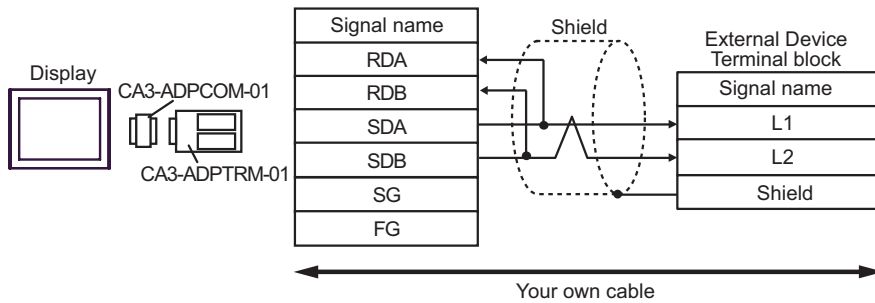 Display
CA3-ADPCOM-01
CA3-ADPTRM-01
Signal name
RDA
RDB
SDA
SDB
SG
FG
Shield
External Device
Terminal block
Signal name
L1
L2
Shield
Your own cable